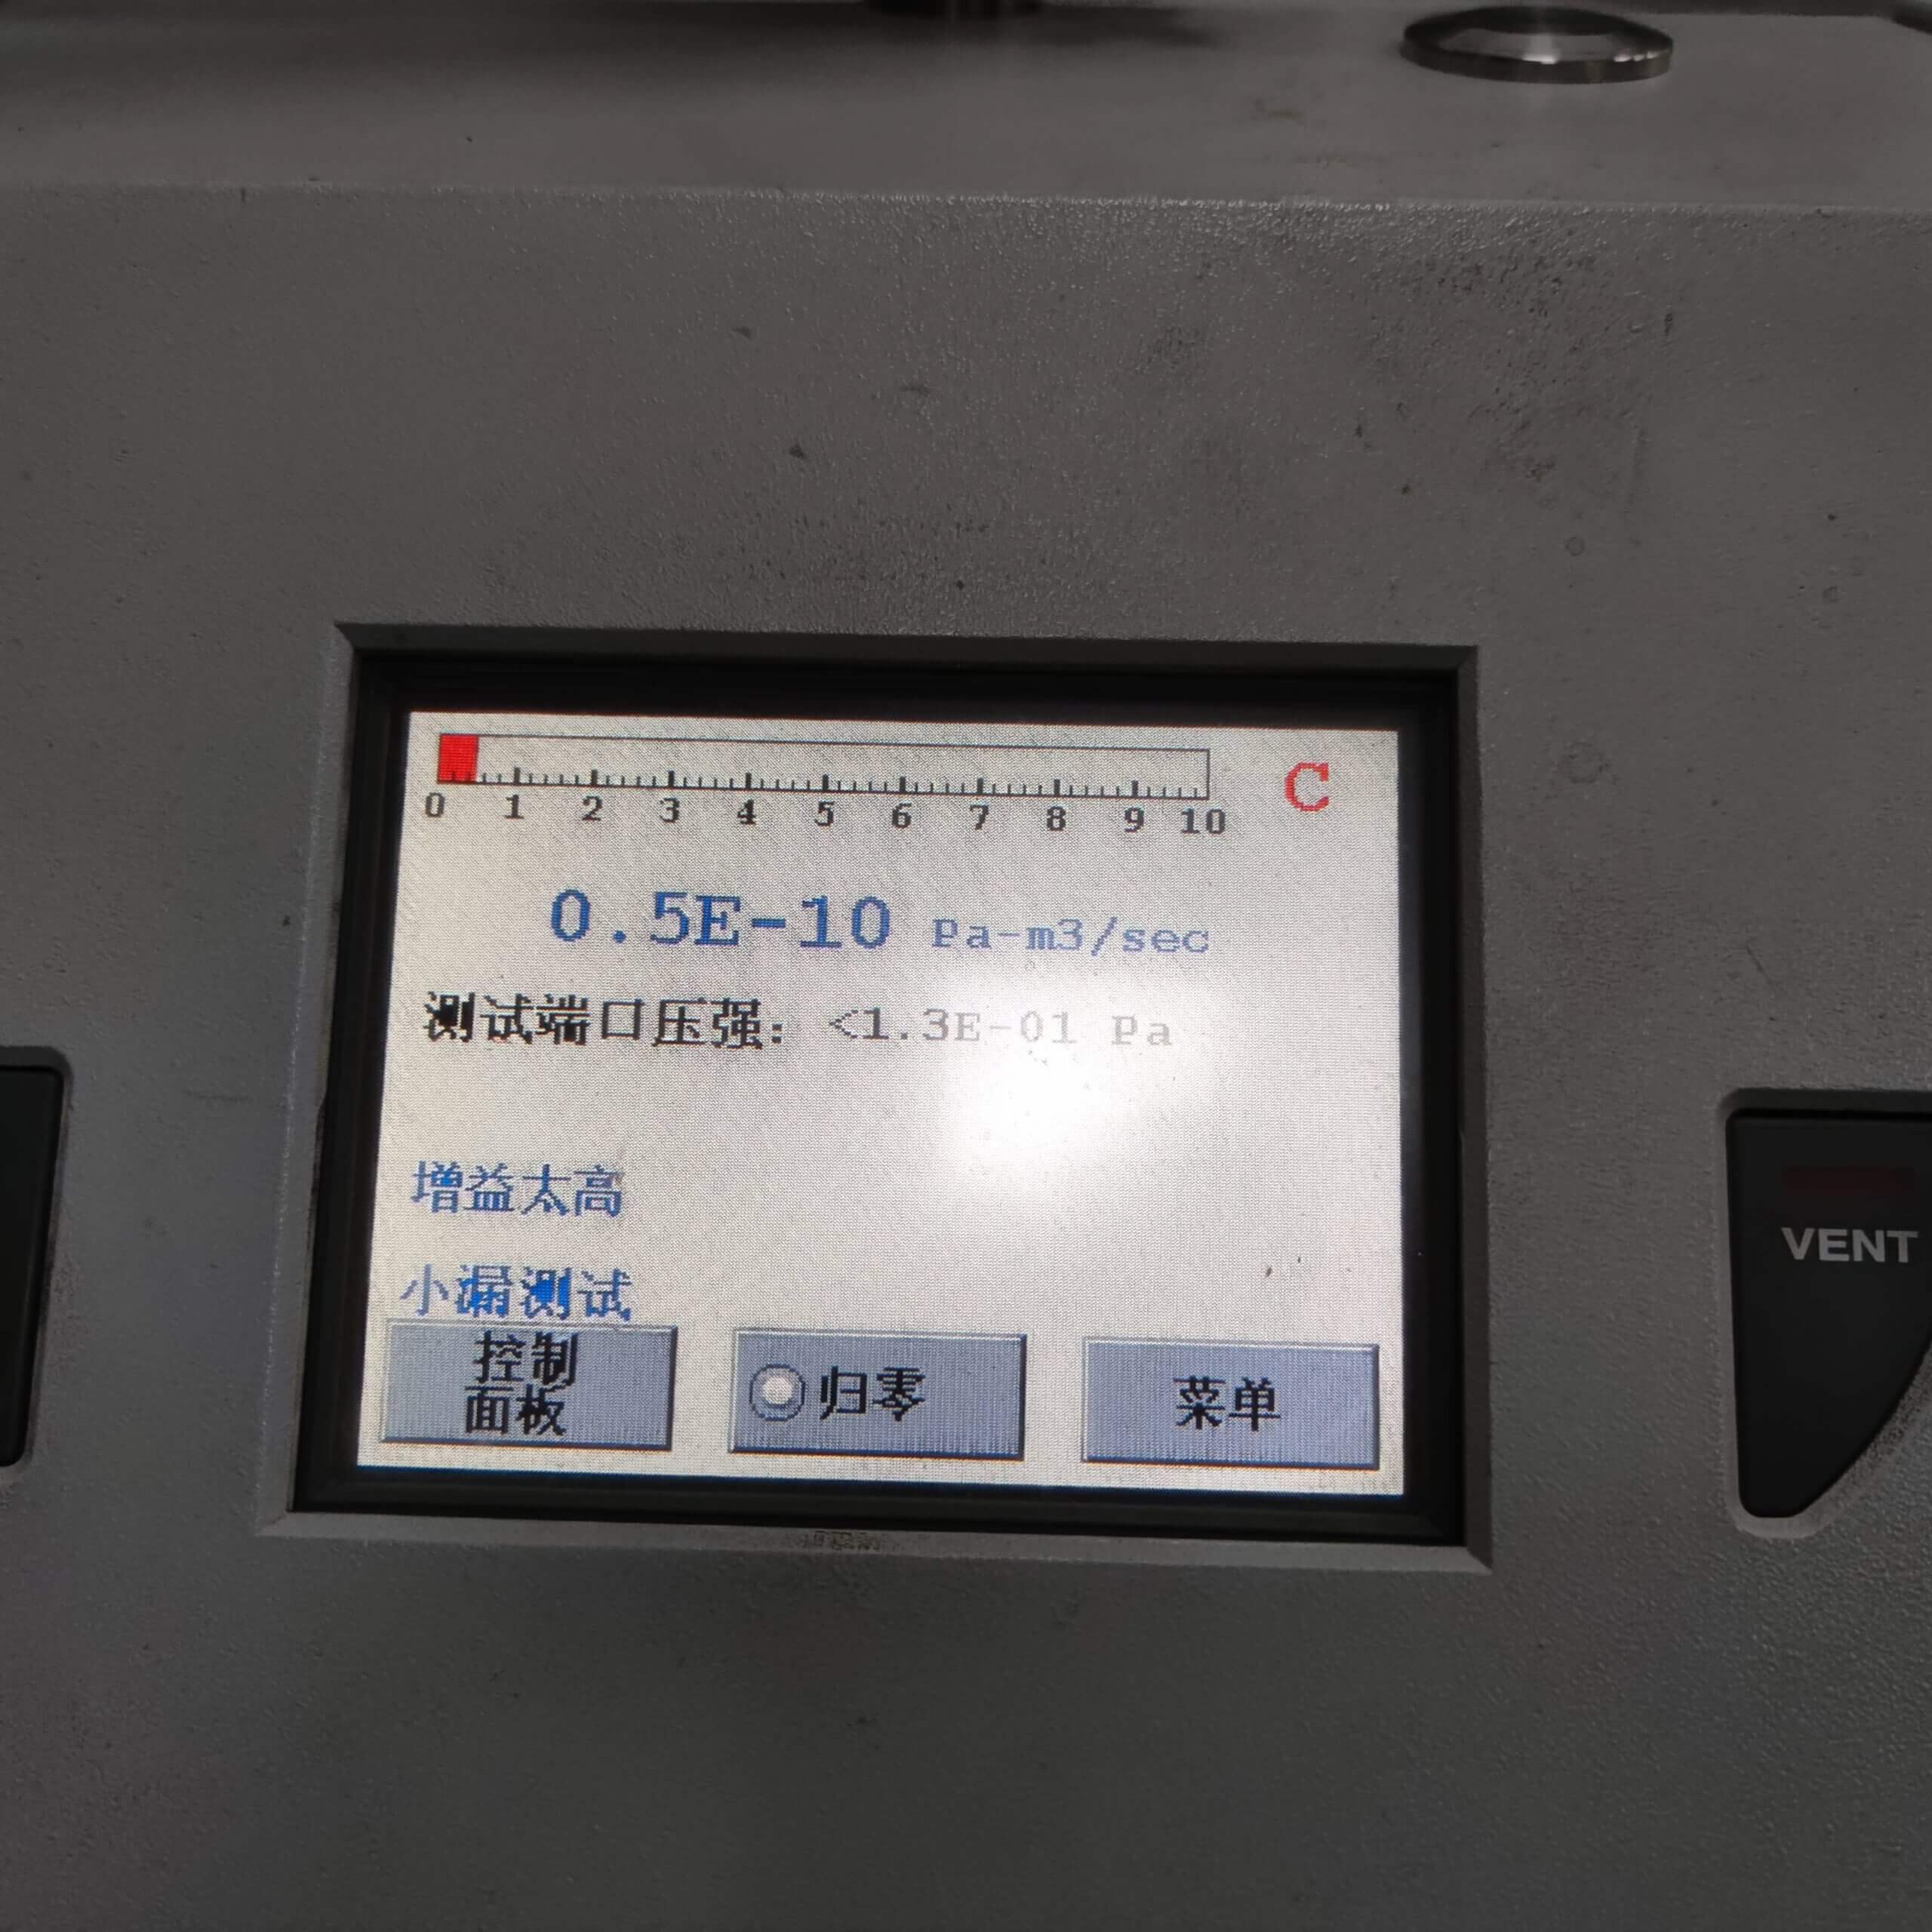 0 1 2 3 4 5 6 7 8 9 10 C
0.5E-10 Pa-m3/sec
测试端口压强: <1.3E-01 Pa
增益太高
小漏测试
控制
面板
归零
菜单
VENT